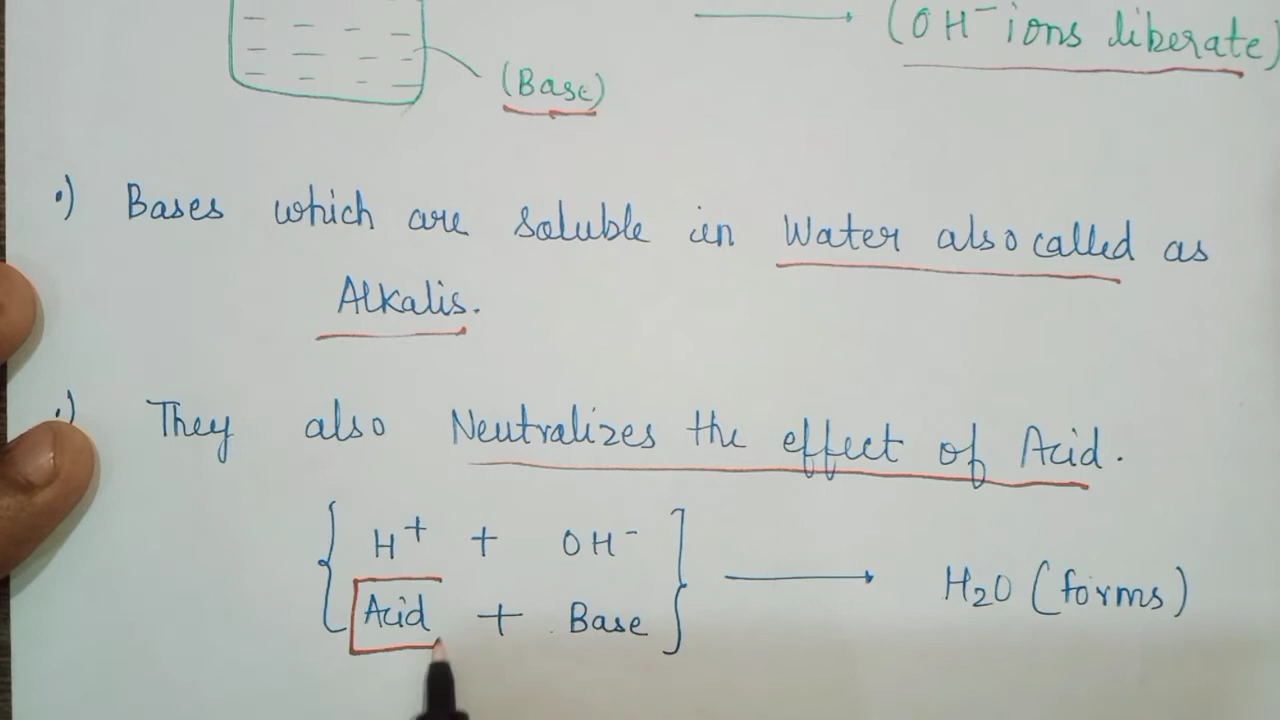 (OH⁻ ions liberate)
(Base)
•) Bases which are soluble in Water also called as
Alkalis.
•) They also Neutralizes the effect of Acid.
{ H⁺ + OH⁻ } ⟶ H₂O (forms)
Acid + Base